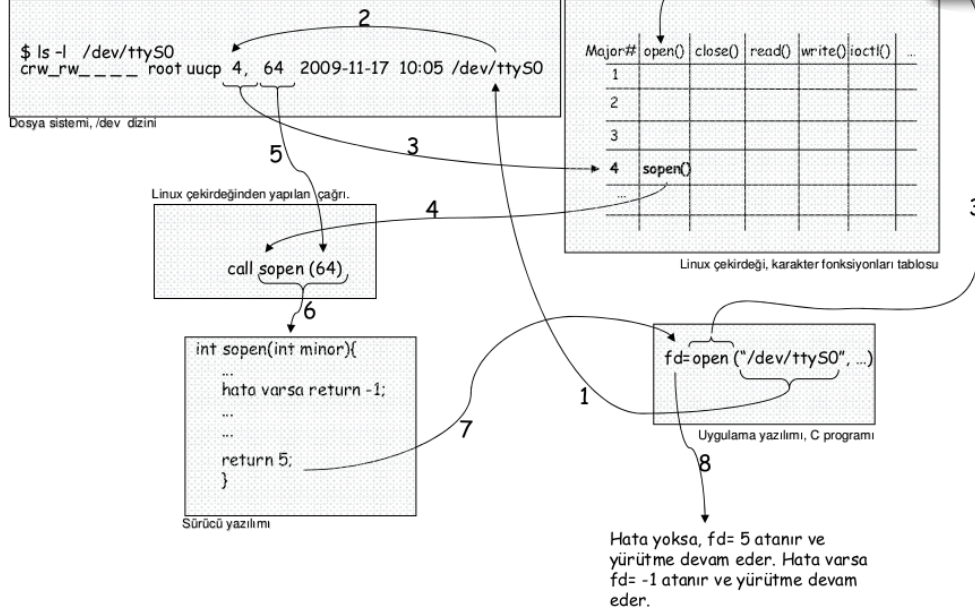 2
$ ls -l /dev/ttyS0
crw_rw_ _ _ _ root uucp 4, 64 2009-11-17 10:05 /dev/ttyS0
Dosya sistemi, /dev dizini
Major# open() close() read() write() ioctl() ...
1
2
3
4 sopen()
...
Linux çekirdeği, karakter fonksiyonları tablosu
3
5
3
Linux çekirdeğinden yapılan çağrı.
4
call sopen (64)
6
int sopen(int minor){
...
hata varsa return -1;
...
...
return 5;
}
Sürücü yazılımı
7
1
fd=open ("/dev/ttyS0", ...)
Uygulama yazılımı, C programı
8
Hata yoksa, fd= 5 atanır ve
yürütme devam eder. Hata varsa
fd= -1 atanır ve yürütme devam
eder.